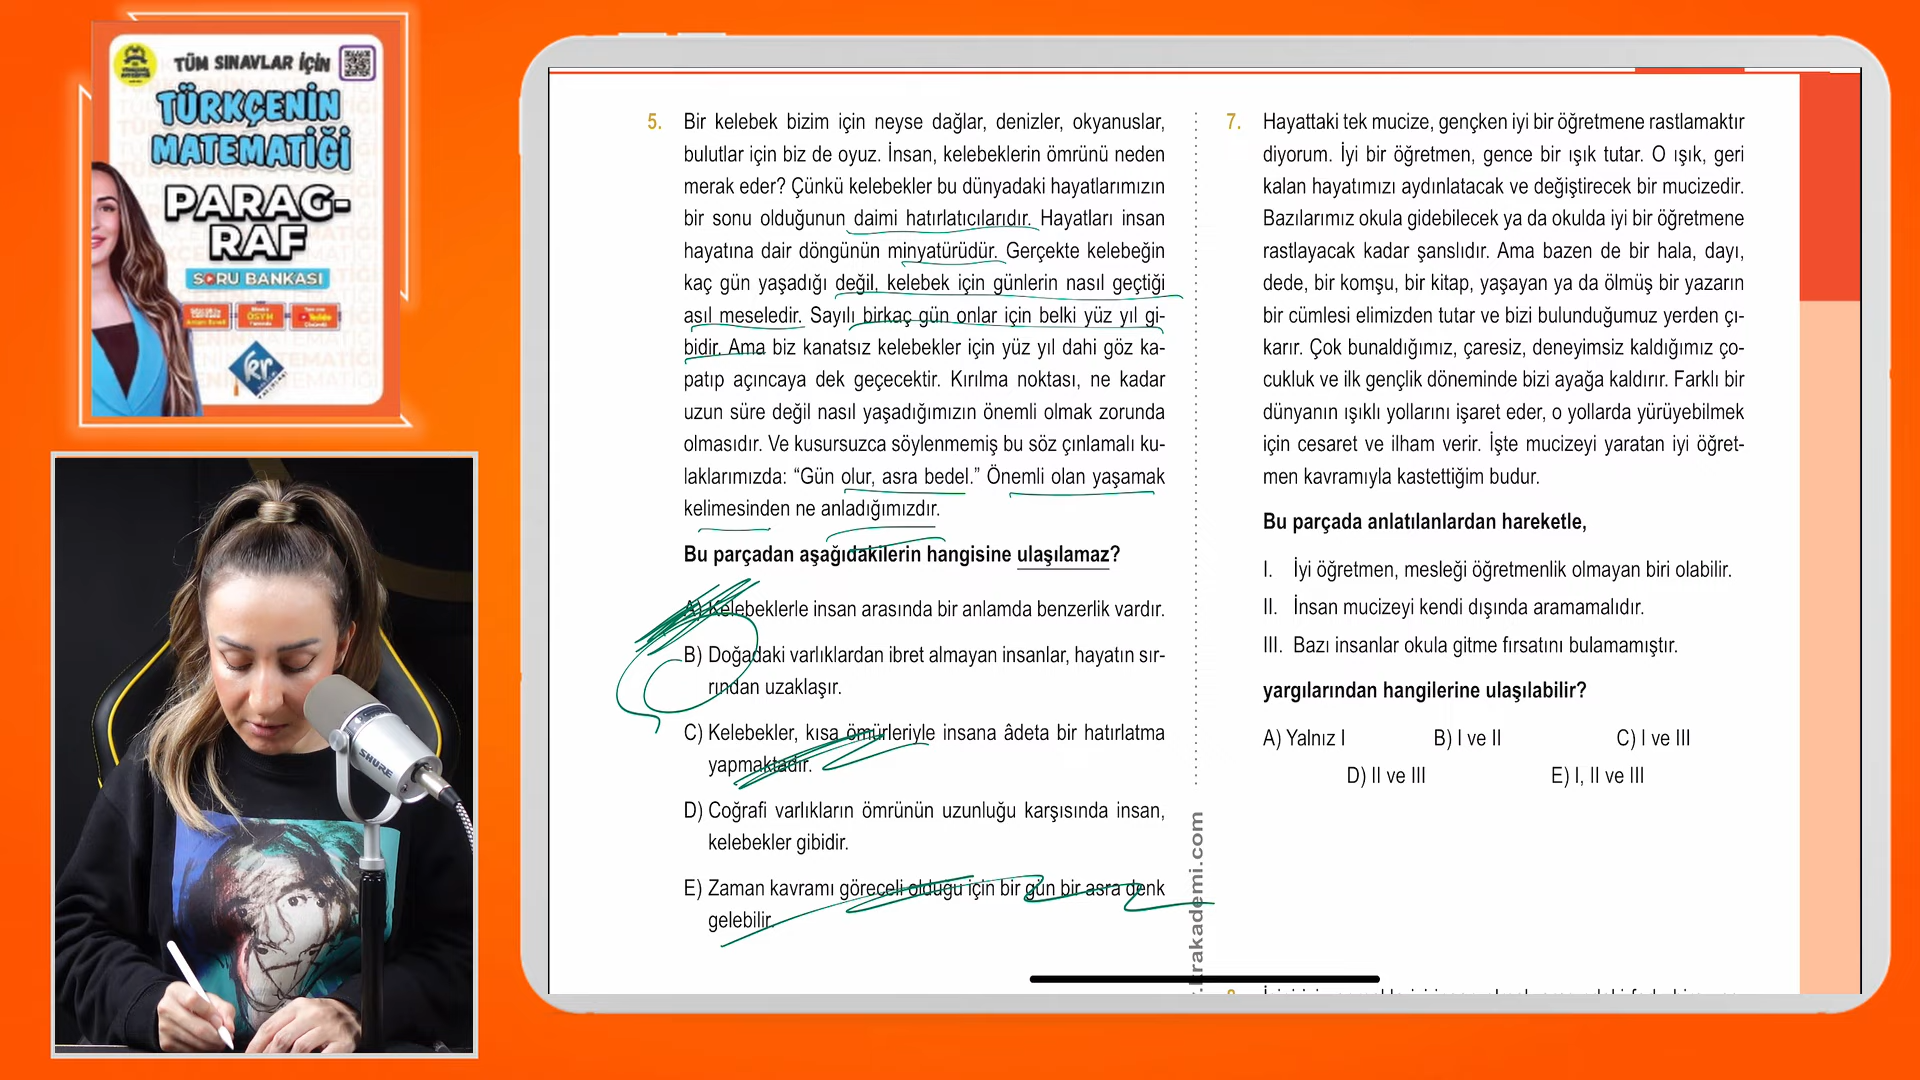 TÜM SINAVLAR İÇİN
TÜRKÇENİN
MATEMATİĞİ
PARAG-
RAF
SORU BANKASI
SHURE
5. Bir kelebek bizim için neyse dağlar, denizler, okyanuslar,
bulutlar için biz de oyuz. İnsan, kelebeklerin ömrünü neden
merak eder? Çünkü kelebekler bu dünyadaki hayatlarımızın
bir sonu olduğunun daimi hatırlatıcılarıdır. Hayatları insan
hayatına dair döngünün minyatürüdür. Gerçekte kelebeğin
kaç gün yaşadığı değil, kelebek için günlerin nasıl geçtiği
asıl meseledir. Sayılı birkaç gün onlar için belki yüz yıl gi-
bidir. Ama biz kanatsız kelebekler için yüz yıl dahi göz ka-
patıp açıncaya dek geçecektir. Kırılma noktası, ne kadar
uzun süre değil nasıl yaşadığımızın önemli olmak zorunda
olmasıdır. Ve kusursuzca söylenmemiş bu söz çınlamalı ku-
laklarımızda: “Gün olur, asra bedel.” Önemli olan yaşamak
kelimesinden ne anladığımızdır.
Bu parçadan aşağıdakilerin hangisine ulaşılamaz?
A) Kelebeklerle insan arasında bir anlamda benzerlik vardır.
B) Doğadaki varlıklardan ibret almayan insanlar, hayatın sır-
rından uzaklaşır.
C) Kelebekler, kısa ömürleriyle insana âdeta bir hatırlatma
yapmaktadır.
D) Coğrafi varlıkların ömrünün uzunluğu karşısında insan,
kelebekler gibidir.
E) Zaman kavramı göreceli olduğu için bir gün bir asra denk
gelebilir.
7. Hayattaki tek mucize, gençken iyi bir öğretmene rastlamaktır
diyorum. İyi bir öğretmen, gence bir ışık tutar. O ışık, geri
kalan hayatımızı aydınlatacak ve değiştirecek bir mucizedir.
Bazılarımız okula gidebilecek ya da okulda iyi bir öğretmene
rastlayacak kadar şanslıdır. Ama bazen de bir hala, dayı,
dede, bir komşu, bir kitap, yaşayan ya da ölmüş bir yazarın
bir cümlesi elimizden tutar ve bizi bulunduğumuz yerden çı-
karır. Çok bunaldığımız, çaresiz, deneyimsiz kaldığımız ço-
cukluk ve ilk gençlik döneminde bizi ayağa kaldırır. Farklı bir
dünyanın ışıklı yollarını işaret eder, o yollarda yürüyebilmek
için cesaret ve ilham verir. İşte mucizeyi yaratan iyi öğret-
men kavramıyla kastettiğim budur.
Bu parçada anlatılanlardan hareketle,
I. İyi öğretmen, mesleği öğretmenlik olmayan biri olabilir.
II. İnsan mucizeyi kendi dışında aramamalıdır.
III. Bazı insanlar okula gitme fırsatını bulamamıştır.
yargılarından hangilerine ulaşılabilir?
A) Yalnız I B) I ve II C) I ve III
D) II ve III E) I, II ve III
krakademi.com